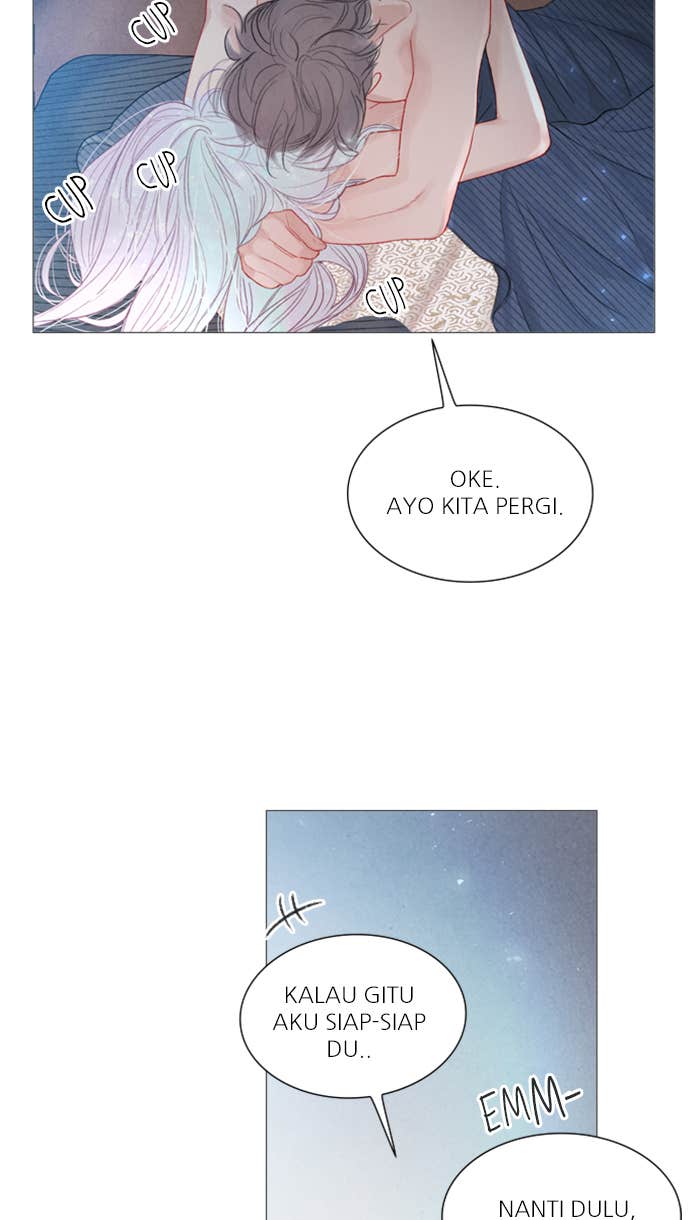 CUP
CUP
CUP
CUP
OKE.
AYO KITA PERGI.
KALAU GITU
AKU SIAP-SIAP
DU..
EMM-
NANTI DULU,